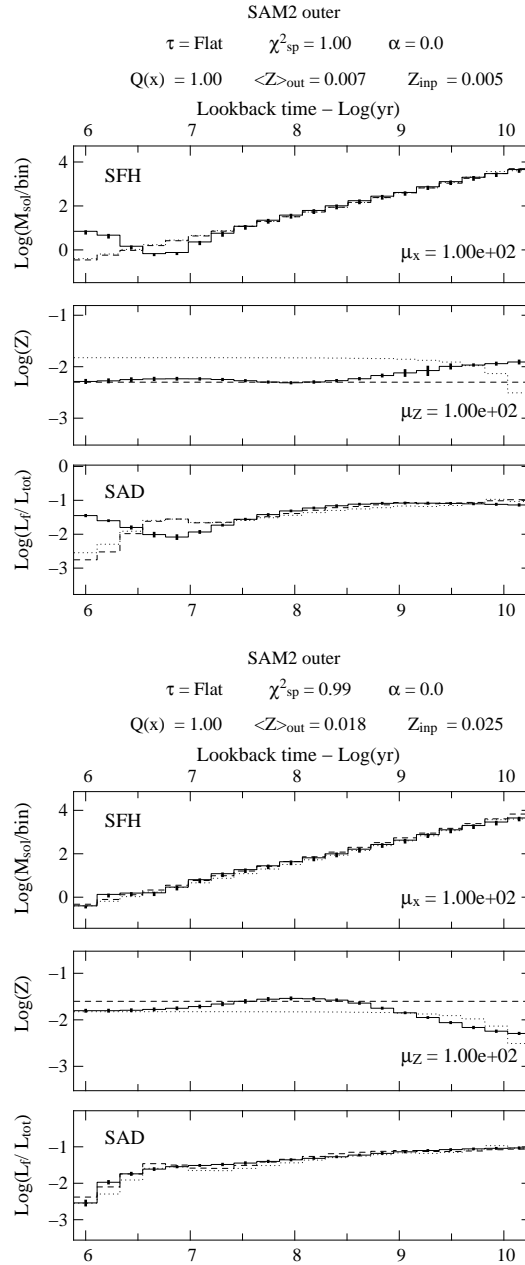 SAM2 outer
τ = Flat χ²sp = 1.00 α = 0.0
Q(x) = 1.00 <Z>out = 0.007 Zinp = 0.005
Lookback time − Log(yr)
6 7 8 9 10
Log(Msol/bin)
4
2
0
SFH
μx = 1.00e+02
Log(Z)
−1
−2
−3
μZ = 1.00e+02
Log(Lf/ Ltot)
0
−1
−2
−3
SAD
6 7 8 9 10
SAM2 outer
τ = Flat χ²sp = 0.99 α = 0.0
Q(x) = 1.00 <Z>out = 0.018 Zinp = 0.025
Lookback time − Log(yr)
6 7 8 9 10
Log(Msol/bin)
4
2
0
SFH
μx = 1.00e+02
Log(Z)
−1
−2
−3
μZ = 1.00e+02
Log(Lf/ Ltot)
−1
−2
−3
SAD
6 7 8 9 10